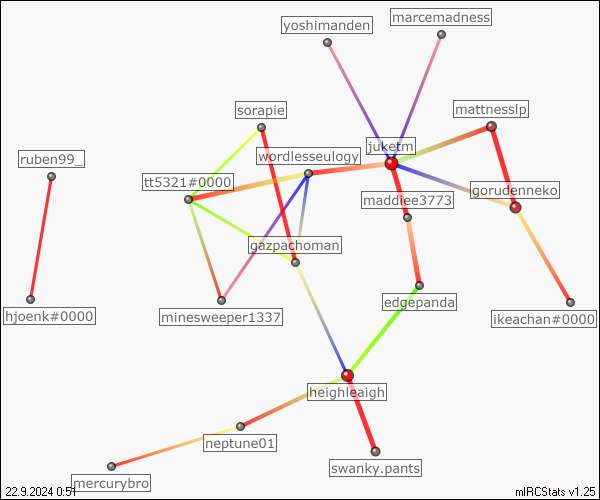 yoshimanden
marcemadness
sorapie
mattnesslp
juketm
wordlesseulogy
ruben99_
tt5321#0000
maddiee3773
gorudenneko
gazpachoman
edgepanda
hjoenk#0000
minesweeper1337
ikeachan#0000
heighleaigh
neptune01
swanky.pants
mercurybro
22.9.2024 0:51
mIRCStats v1.25